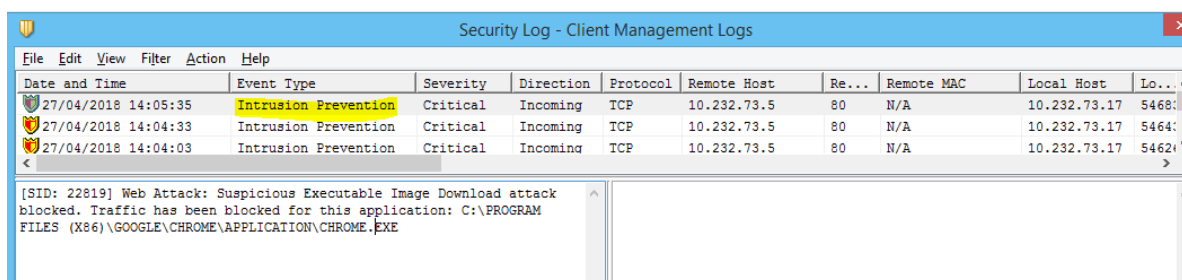 Security Log - Client Management Logs
File Edit View Filter Action Help
Date and Time Event Type Severity Direction Protocol Remote Host Re... Remote MAC Local Host Lo...
27/04/2018 14:05:35 Intrusion Prevention Critical Incoming TCP 10.232.73.5 80 N/A 10.232.73.17
27/04/2018 14:04:33 Intrusion Prevention Critical Incoming TCP 10.232.73.5 80 N/A 10.232.73.17
27/04/2018 14:04:03 Intrusion Prevention Critical Incoming TCP 10.232.73.5 80 N/A 10.232.73.17
[SID: 22819] Web Attack: Suspicious Executable Image Download attack
blocked. Traffic has been blocked for this application: C:\PROGRAM
FILES (X86)\GOOGLE\CHROME\APPLICATION\CHROME.EXE